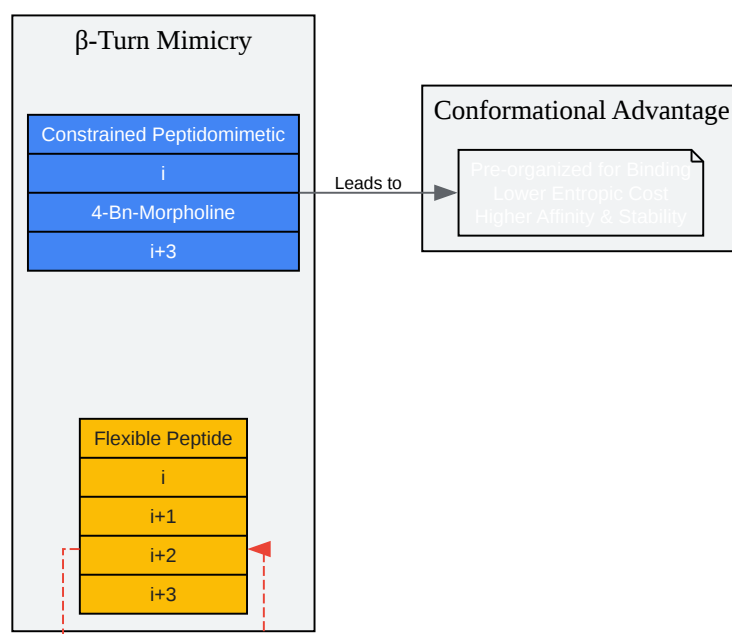 β-Turn Mimicry
Constrained Peptidomimetic
i
4-Bn-Morpholine
i+3
Leads to
Conformational Advantage
Pre-organized for Binding
Lower Entropic Cost
Higher Affinity & Stability
Flexible Peptide
i
i+1
i+2
i+3